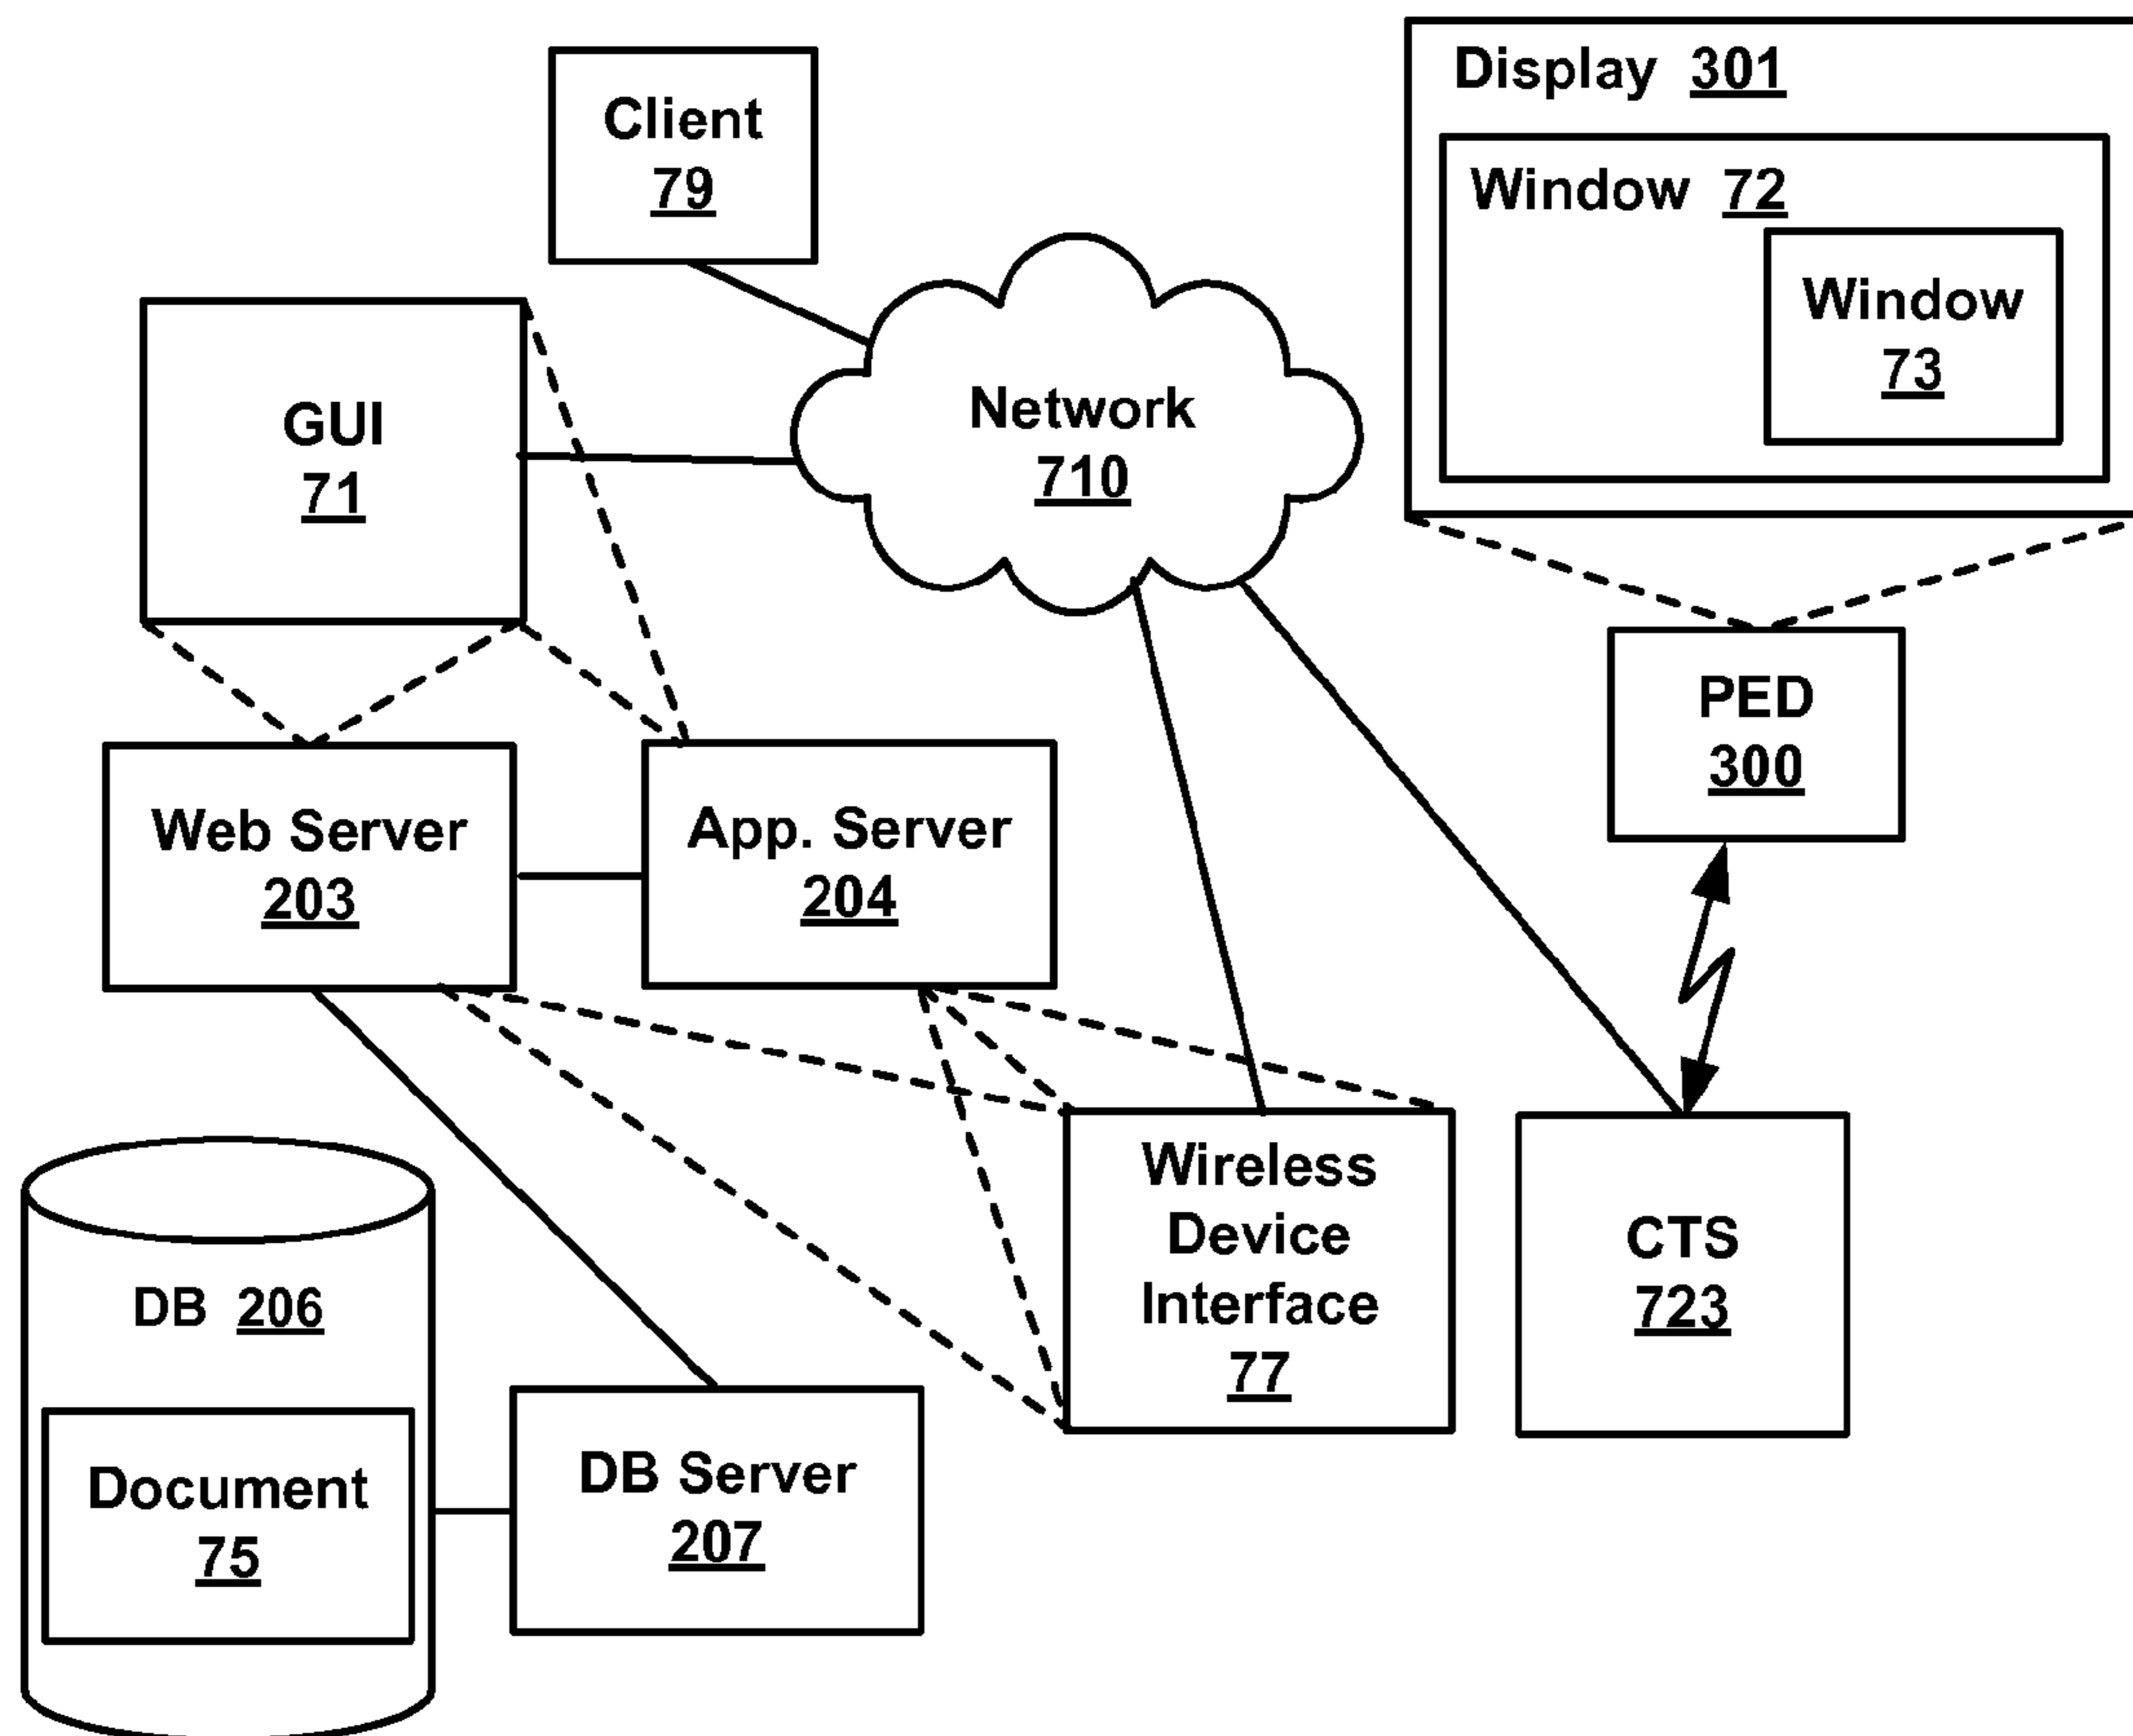 Client
79
Display 301
Window 72
Window
73
GUI
71
Network
710
PED
300
Web Server
203
App. Server
204
Wireless
Device
Interface
77
CTS
723
DB 206
Document
75
DB Server
207